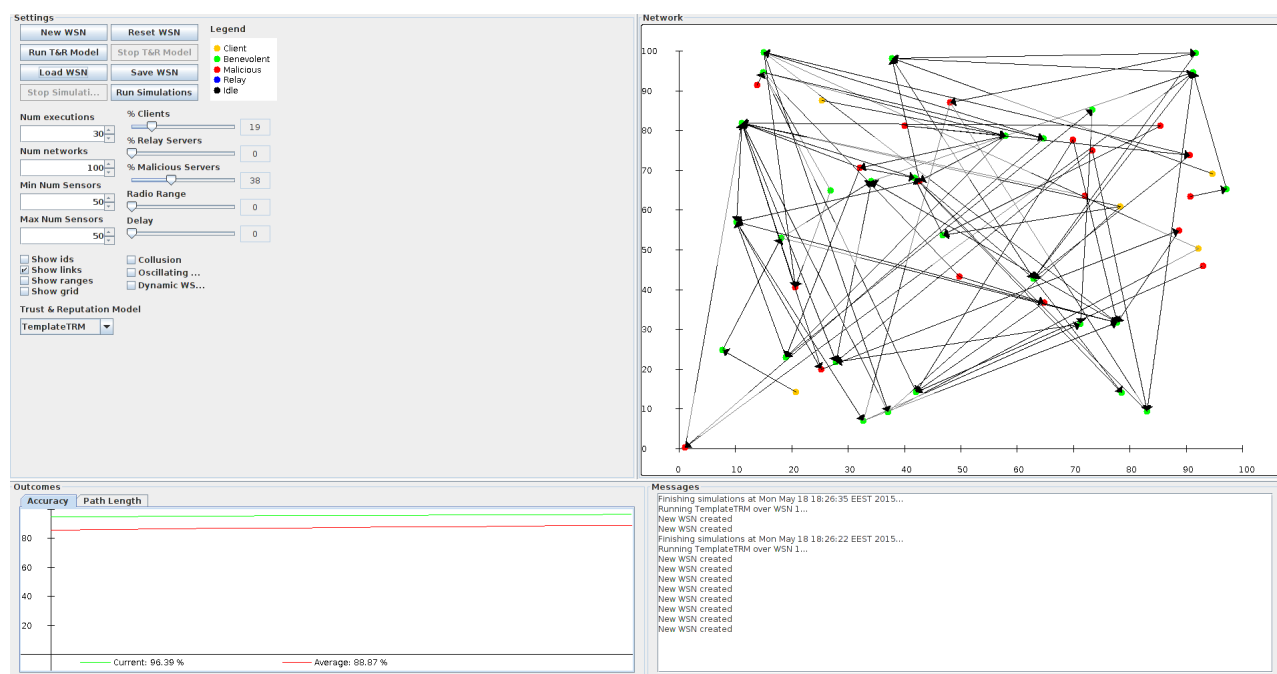 Settings
New WSN
Reset WSN
Run T&R Model
Stop T&R Model
Load WSN
Save WSN
Stop Simulati...
Run Simulations
Legend
Client
Benevolent
Malicious
Relay
Idle
Num executions
30
Num networks
100
Min Num Sensors
50
Max Num Sensors
50
% Clients
19
% Relay Servers
0
% Malicious Servers
38
Radio Range
0
Delay
0
Show ids
Show links
Show ranges
Show grid
Collusion
Oscillating ...
Dynamic WS...
Trust & Reputation Model
TemplateTRM
Network
100
90
80
70
60
50
40
30
20
10
0
0 10 20 30 40 50 60 70 80 90 100
Outcomes
Accuracy
Path Length
80
60
40
20
Current: 96.39 %
Average: 88.87 %
Messages
Finishing simulations at Mon May 18 18:26:35 EEST 2015...
Running TemplateTRM over WSN 1...
New WSN created
New WSN created
Finishing simulations at Mon May 18 18:26:22 EEST 2015...
Running TemplateTRM over WSN 1...
New WSN created
New WSN created
New WSN created
New WSN created
New WSN created
New WSN created
New WSN created
New WSN created